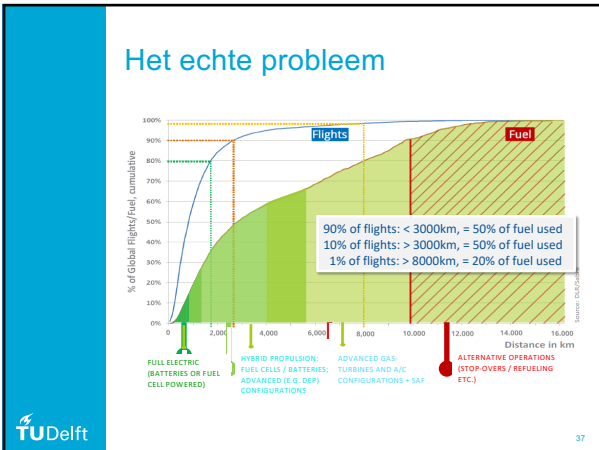 Het echte probleem
% of Global Flights/Fuel, cumulative
100%
90%
80%
70%
60%
50%
40%
30%
20%
10%
0%
Flights
Fuel
90% of flights: < 3000km, = 50% of fuel used
10% of flights: > 3000km, = 50% of fuel used
1% of flights: > 8000km, = 20% of fuel used
0
2,000
4,000
6,000
8,000
10.000
12.000
14.000
16.000
Distance in km
FULL ELECTRIC
(BATTERIES OR FUEL
CELL POWERED)
HYBRID PROPULSION:
FUEL CELLS / BATTERIES;
ADVANCED (E.G. DEP)
CONFIGURATIONS
ADVANCED GAS-
TURBINES AND A/C
CONFIGURATIONS + SAF
ALTERNATIVE OPERATIONS
(STOP-OVERS / REFUELING
ETC.)
Source: DLR/
TUDelft
37